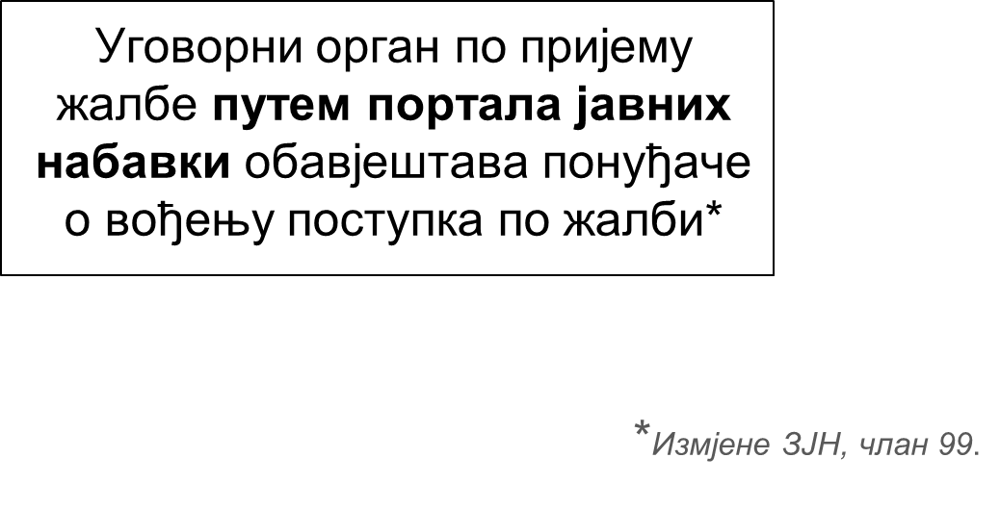 Уговорни орган по пријему
жалбе путем портала јавних
набавки обавјештава понуђаче
о вођењу поступка по жалби*
*Измјене ЗЈН, члан 99.